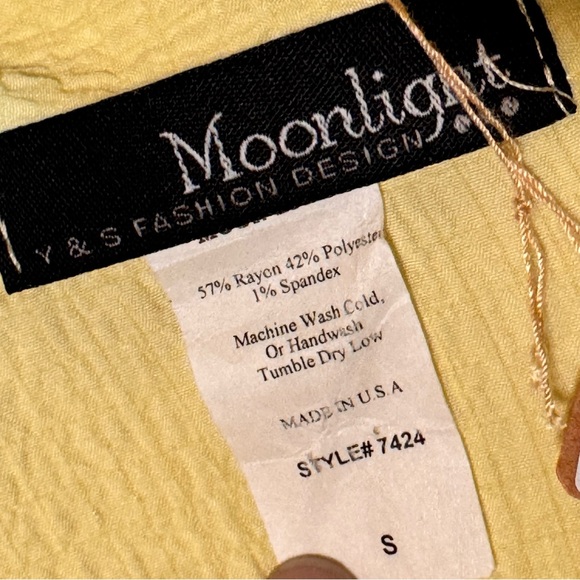 Moonlight
Y & S FASHION DESIGN
57% Rayon 42% Polyester
1% Spandex
Machine Wash Cold,
Or Handwash
Tumble Dry Low
MADE IN U.S.A
STYLE# 7424
S